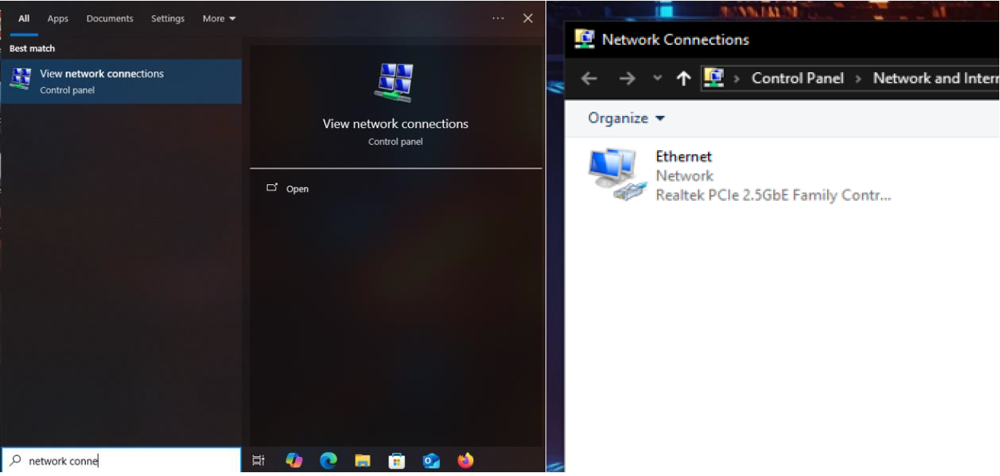 All Apps Documents Settings More
Best match
View network connections
Control panel
View network connections
Control panel
Open
network conne
Network Connections
Control Panel > Network and Intern
Organize
Ethernet
Network
Realtek PCIe 2.5GbE Family Contr...